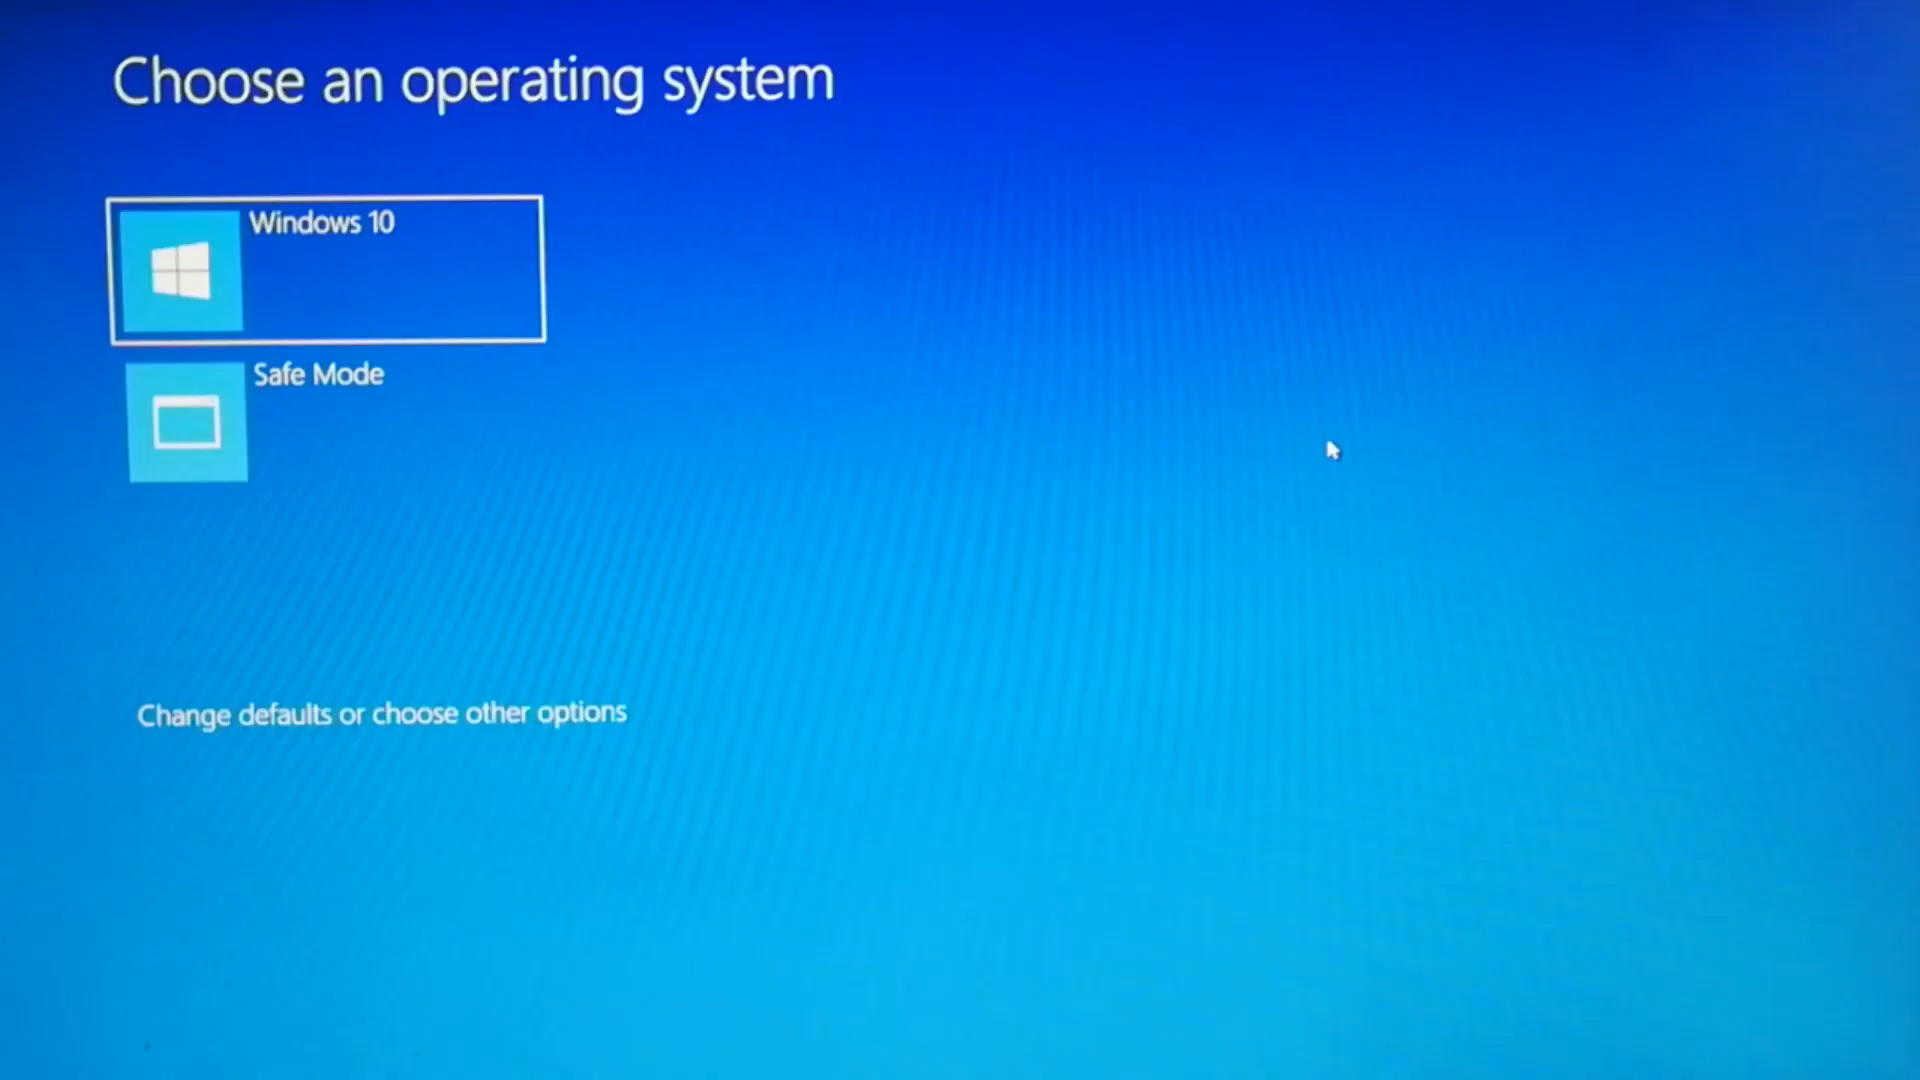 Choose an operating system
Windows 10
Safe Mode
Change defaults or choose other options